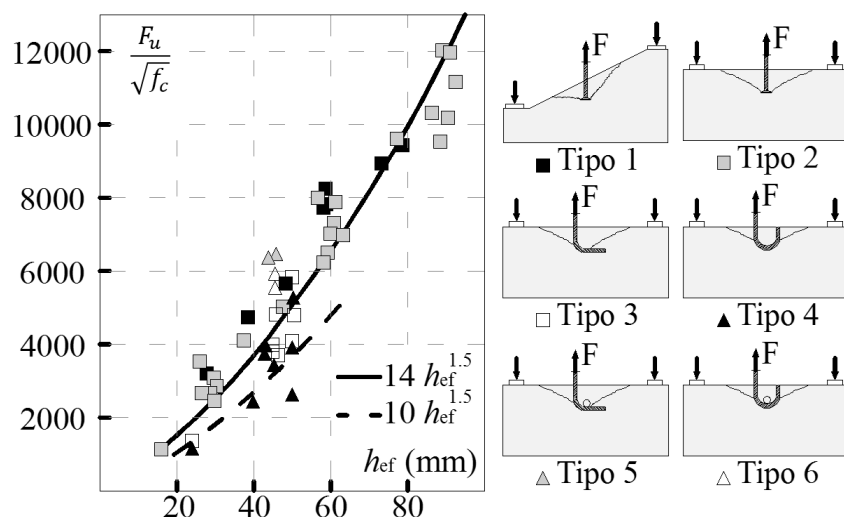 F_u / √f_c
12000
10000
8000
6000
4000
2000
14 h_ef^1.5
10 h_ef^1.5
h_ef (mm)
20 40 60 80
F F
Tipo 1 Tipo 2
F F
Tipo 3 Tipo 4
F F
Tipo 5 Tipo 6